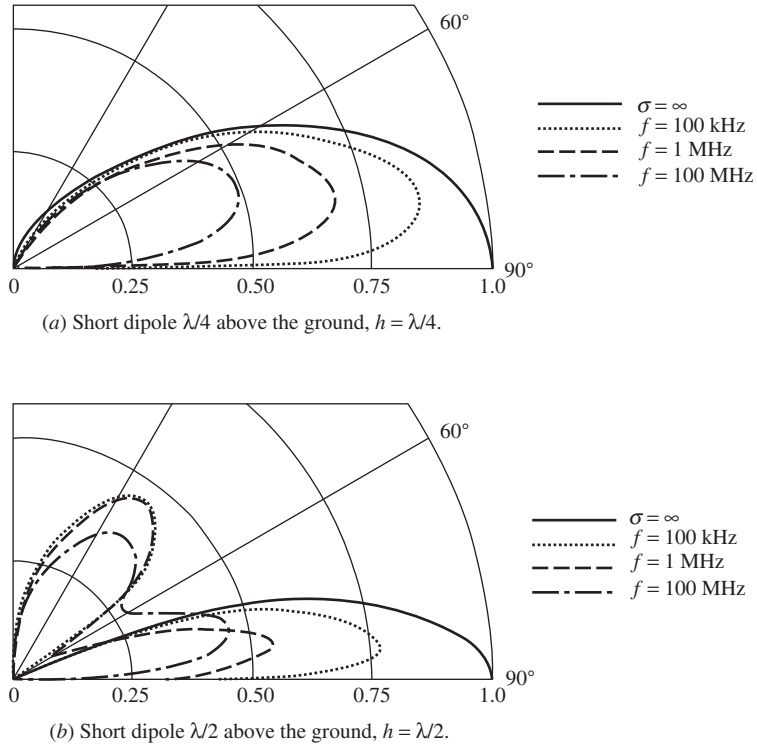 60°
σ = ∞
f = 100 kHz
f = 1 MHz
f = 100 MHz
90°
0 0.25 0.50 0.75 1.0
(a) Short dipole λ/4 above the ground, h = λ/4.
60°
σ = ∞
f = 100 kHz
f = 1 MHz
f = 100 MHz
90°
0 0.25 0.50 0.75 1.0
(b) Short dipole λ/2 above the ground, h = λ/2.